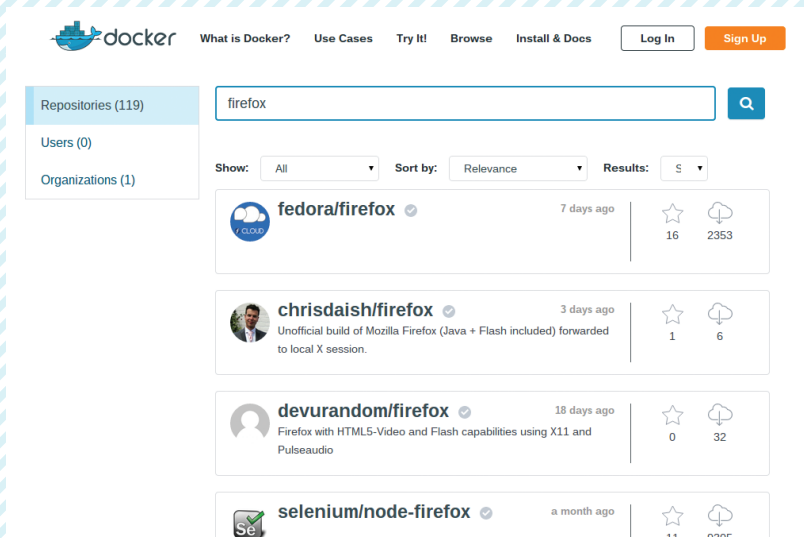 docker
What is Docker? Use Cases Try It! Browse Install & Docs Log In Sign Up
Repositories (119)
Users (0)
Organizations (1)
firefox
Show: All Sort by: Relevance Results:
fedora/firefox 7 days ago
16 2353
CLOUD
chrisdaish/firefox 3 days ago
Unofficial build of Mozilla Firefox (Java + Flash included) forwarded
to local X session.
1 6
devurandom/firefox 18 days ago
Firefox with HTML5-Video and Flash capabilities using X11 and
Pulseaudio
0 32
selenium/node-firefox a month ago
Se